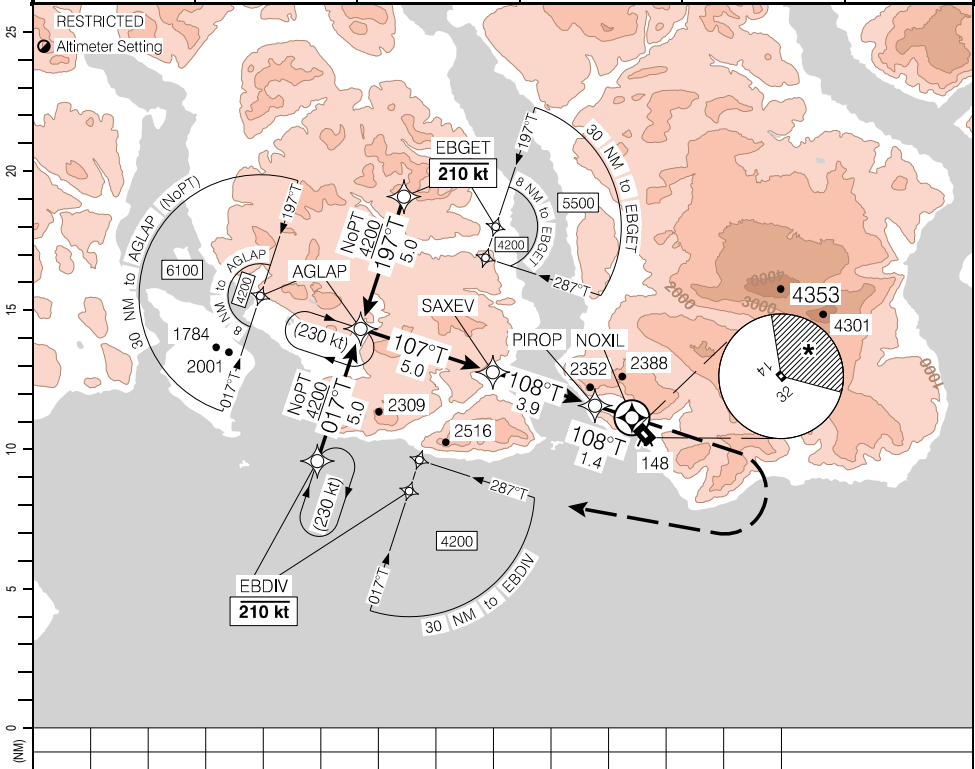 25
RESTRICTED
Altimeter Setting
20
15
10
5
0
(NM)
EBGET
210 kt
197°T
30 NM to EBGET
8 NM to EBGET
5500
4200
287°T
30 NM to AGLAP (NoPT)
197°T
6100
8 NM to AGLAP
4200
017°T
1784
2001
AGLAP
NoPT
4200
197°T
5.0
(230 kt)
SAXEV
107°T
5.0
NoPT
4200
017°T
5.0
2309
2516
PIROP
NOXIL
108°T
3.9
2352
2388
108°T
1.4
148
2000
3000
4000
4353
4301
1000
*
14
32
(230 kt)
EBDIV
210 kt
287°T
4200
017°T
30 NM to EBDIV